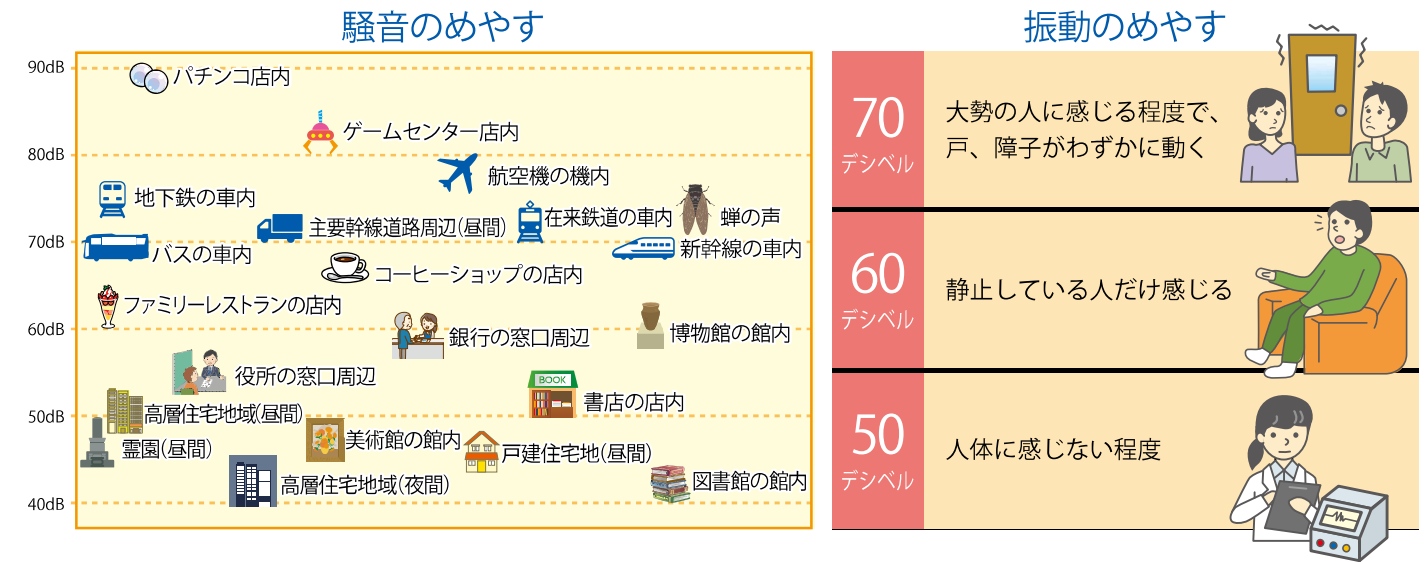 騒音のめやす
90dB
パチンコ店内
ゲームセンター店内
80dB
航空機の機内
地下鉄の車内
主要幹線道路周辺(昼間)
在来鉄道の車内
蝉の声
70dB
バスの車内
新幹線の車内
コーヒーショップの店内
ファミリーレストランの店内
60dB
銀行の窓口周辺
博物館の館内
役所の窓口周辺
BOOK
書店の店内
50dB
高層住宅地域(昼間)
霊園(昼間)
美術館の館内
戸建住宅地(昼間)
高層住宅地域(夜間)
図書館の館内
40dB
振動のめやす
70
デシベル
大勢の人に感じる程度で、
戸、障子がわずかに動く
60
デシベル
静止している人だけ感じる
50
デシベル
人体に感じない程度